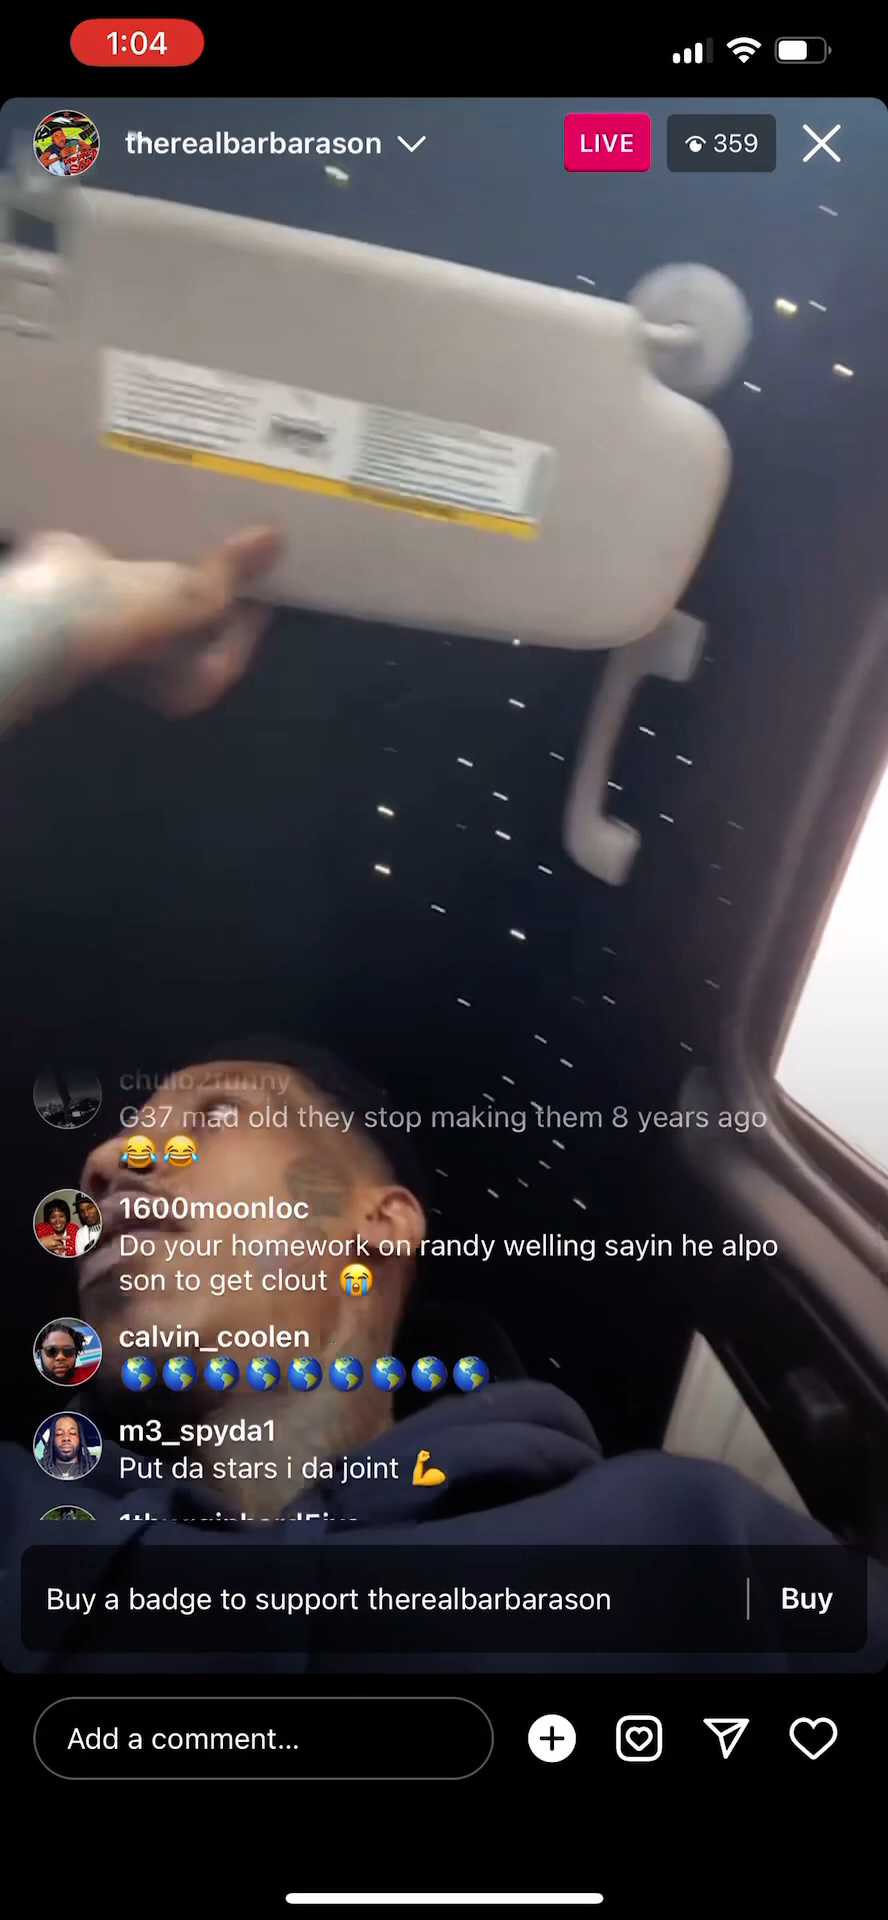 1:04
therealbarbarason
LIVE
359
chulo2funny
G37 mad old they stop making them 8 years ago
😂😂
1600moonloc
Do your homework on randy welling sayin he alpo
son to get clout 😭
calvin_coolen
🌎🌎🌎🌎🌎🌎🌎🌎🌎
m3_spyda1
Put da stars i da joint 💪
Buy a badge to support therealbarbarason
Buy
Add a comment...